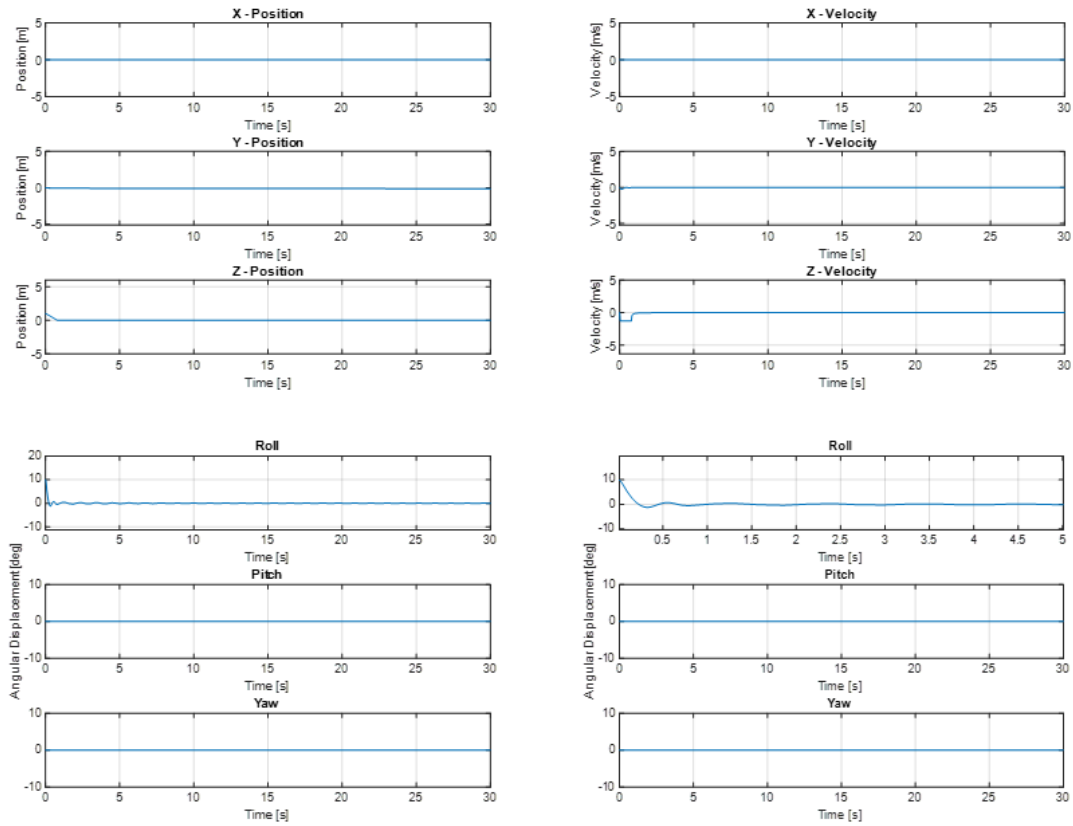 X - Position
Position [m]
5
0
-5
0 5 10 15 20 25 30
Time [s]
X - Velocity
Velocity [m/s]
5
0
-5
0 5 10 15 20 25 30
Time [s]
Y - Position
Position [m]
5
0
-5
0 5 10 15 20 25 30
Time [s]
Y - Velocity
Velocity [m/s]
5
0
-5
0 5 10 15 20 25 30
Time [s]
Z - Position
Position [m]
5
0
-5
0 5 10 15 20 25 30
Time [s]
Z - Velocity
Velocity [m/s]
5
0
-5
0 5 10 15 20 25 30
Time [s]
Roll
20
10
0
-10
0 5 10 15 20 25 30
Time [s]
Roll
10
0
-10
0.5 1 1.5 2 2.5 3 3.5 4 4.5 5
Time [s]
Angular Displacement [deg]
Pitch
10
0
-10
0 5 10 15 20 25 30
Time [s]
Angular Displacement [deg]
Pitch
10
0
-10
0 5 10 15 20 25 30
Time [s]
Yaw
10
0
-10
0 5 10 15 20 25 30
Time [s]
Yaw
10
0
-10
0 5 10 15 20 25 30
Time [s]